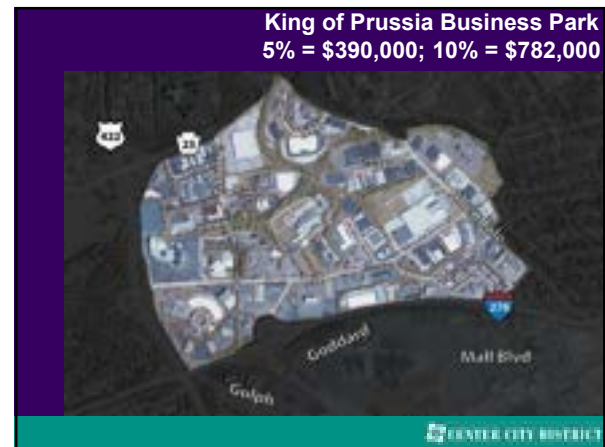 King of Prussia Business Park
5% = $390,000; 10% = $782,000
422
23
276
Goddard
Mall Blvd
Gulph
CENTER CITY DISTRICT